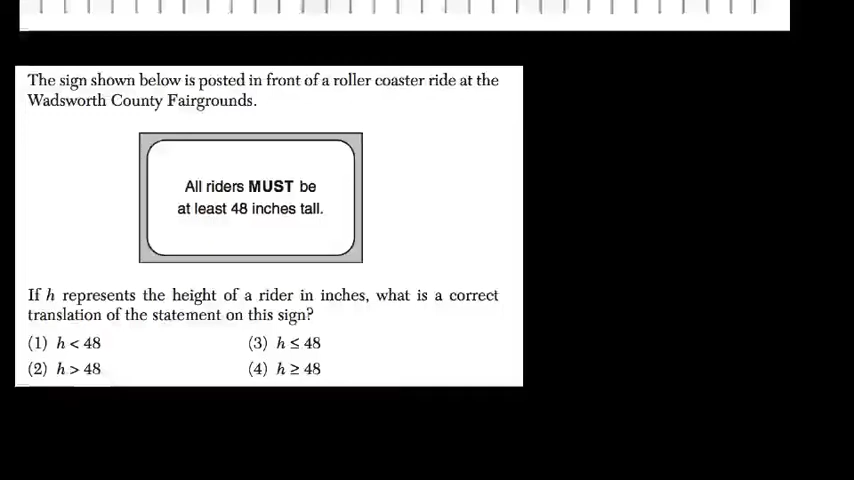 The sign shown below is posted in front of a roller coaster ride at the
Wadsworth County Fairgrounds.
All riders MUST be
at least 48 inches tall.
If h represents the height of a rider in inches, what is a correct
translation of the statement on this sign?
(1) h < 48 (3) h ≤ 48
(2) h > 48 (4) h ≥ 48